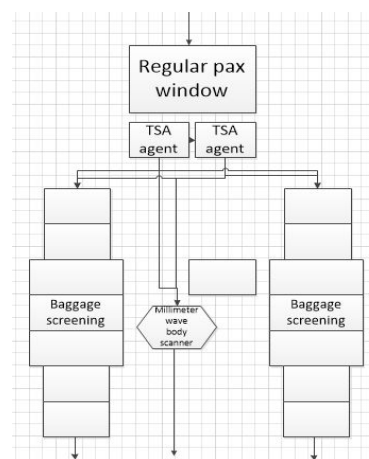 Regular pax
window
TSA
agent
TSA
agent
Baggage
screening
Millimeter
wave
body
scanner
Baggage
screening